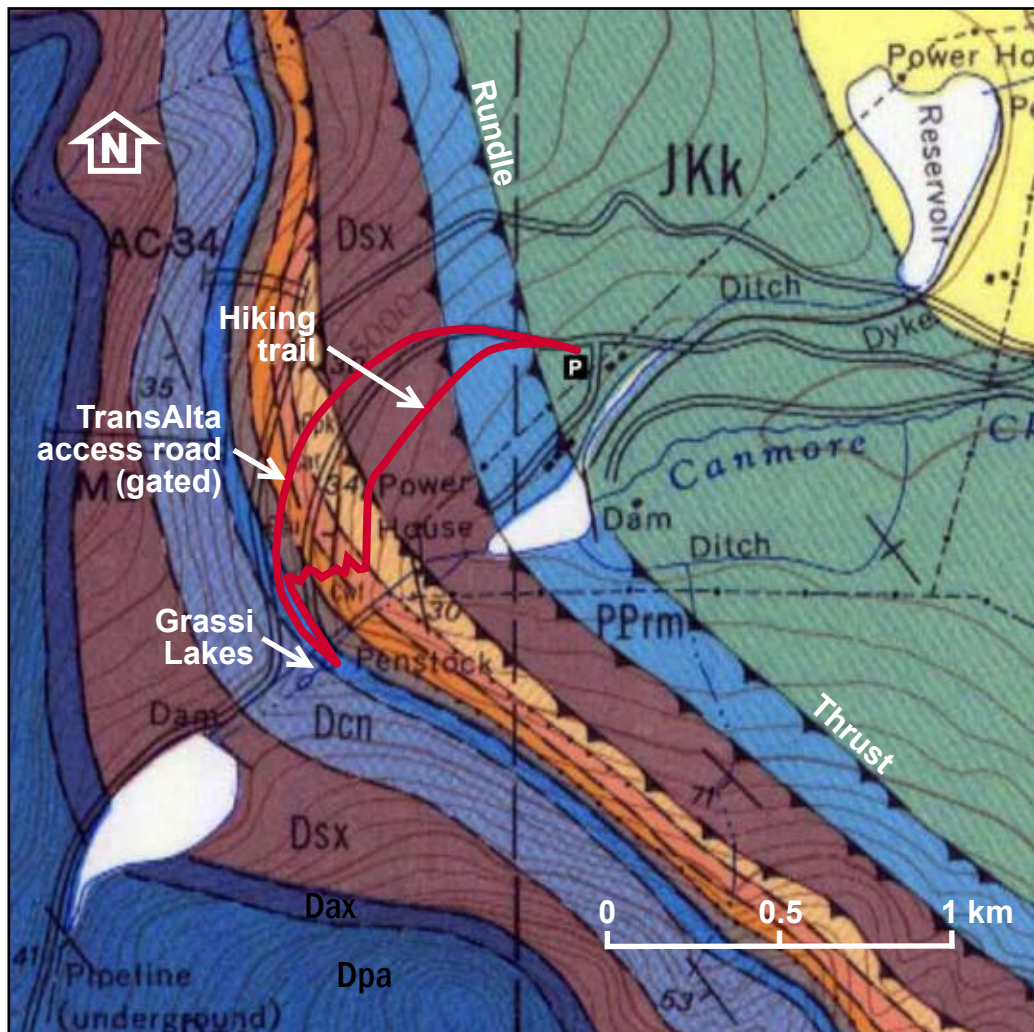 Power Ho
Reservoir
N
Rundle
JKk
AC-34
Dsx
Ditch
Dyke
Hiking
trail
P
35
TransAlta
access road
(gated)
Canmore
34
Power
House
Dam
Ditch
30
PPrm
Grassi
Lakes
Penstock
Dam
Dcn
Thrust
71
Dsx
Dax
0 0.5 1 km
41
Dpa
Pipeline
(underground)
53